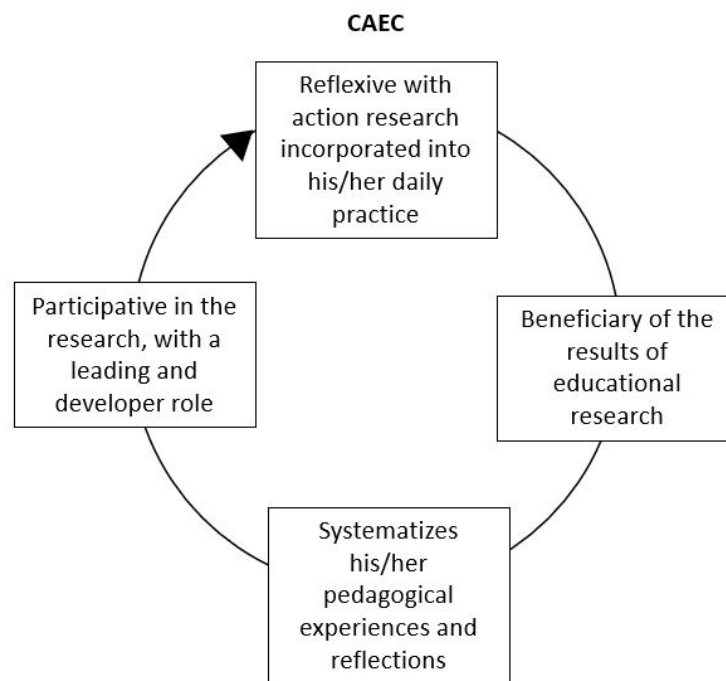 CAEC
Reflexive with
action research
incorporated into
his/her daily
practice
Participative in the
research, with a
leading and
developer role
Beneficiary of the
results of
educational
research
Systematizes
his/her
pedagogical
experiences and
reflections